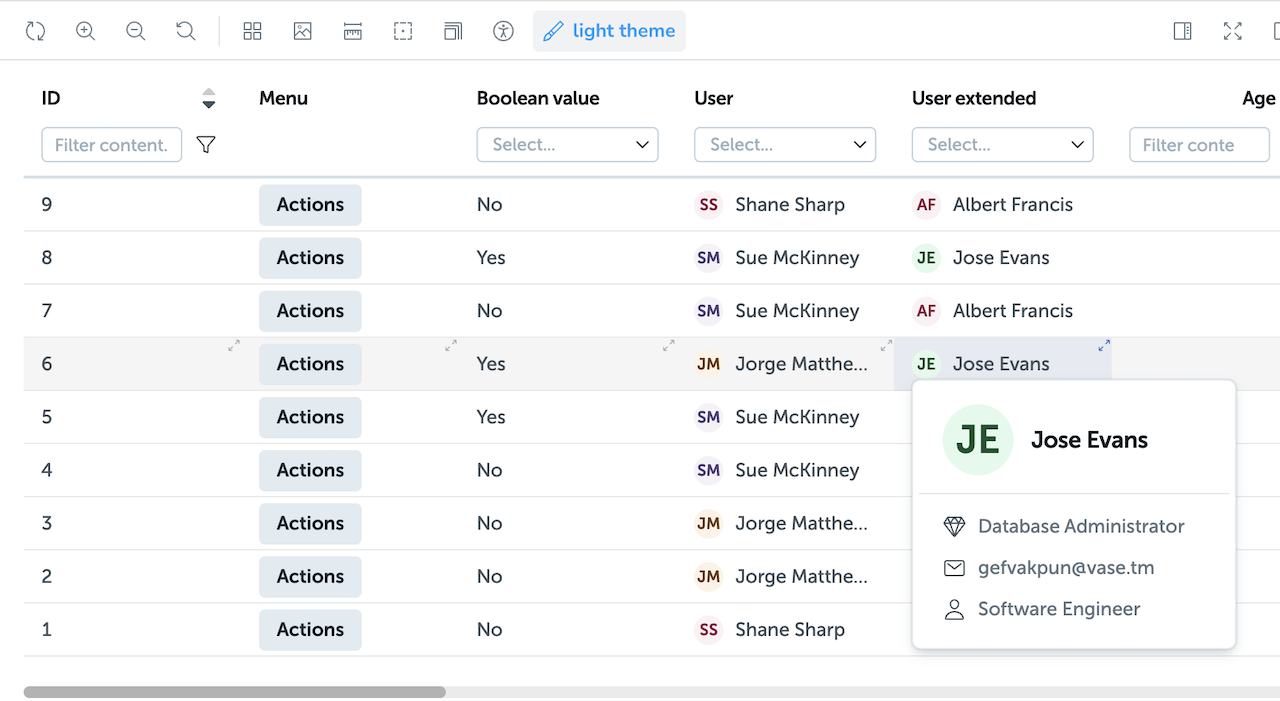 light theme
ID Menu Boolean value User User extended Age
Filter content. Select... Select... Select... Filter conte
9 Actions No SS Shane Sharp AF Albert Francis
8 Actions Yes SM Sue McKinney JE Jose Evans
7 Actions No SM Sue McKinney AF Albert Francis
6 Actions Yes JM Jorge Matthe... JE Jose Evans
5 Actions Yes SM Sue McKinney
4 Actions No SM Sue McKinney
3 Actions No JM Jorge Matthe...
2 Actions No JM Jorge Matthe...
1 Actions No SS Shane Sharp
JE Jose Evans
Database Administrator
gefvakpun@vase.tm
Software Engineer